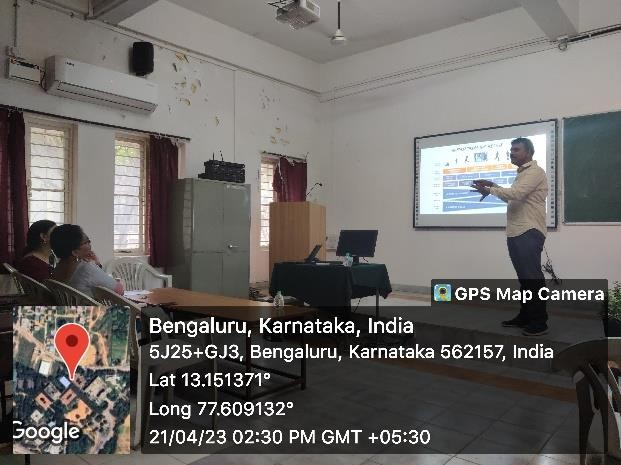 GPS Map Camera
Bengaluru, Karnataka, India
5J25+GJ3, Bengaluru, Karnataka 562157, India
Lat 13.151371°
Long 77.609132°
21/04/23 02:30 PM GMT +05:30
Google